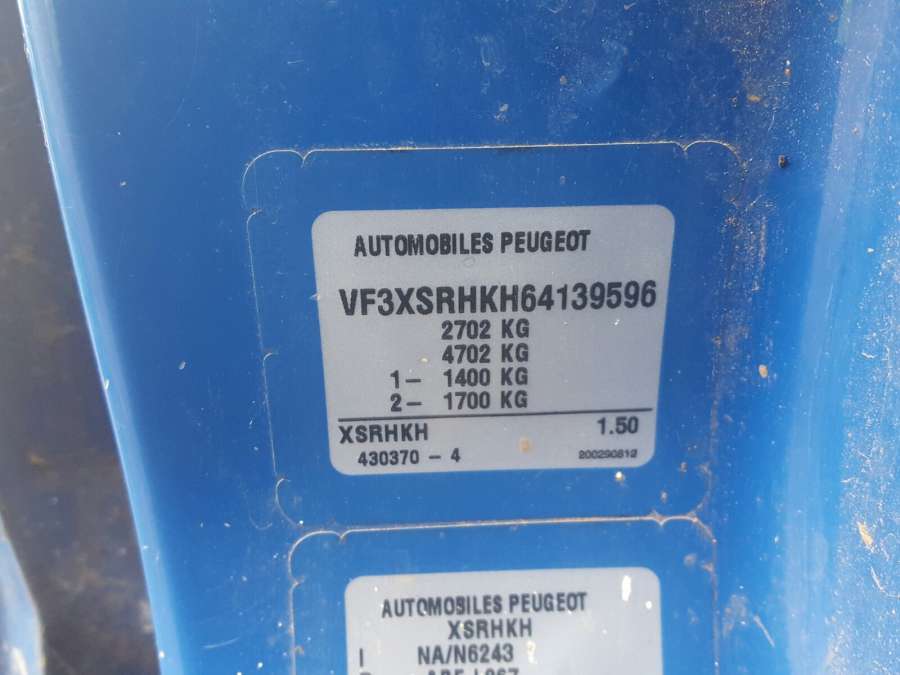 AUTOMOBILES PEUGEOT
VF3XSRHKH64139596
2702 KG
4702 KG
1- 1400 KG
2- 1700 KG
XSRHKH 1.50
430370 - 4 200290812
AUTOMOBILES PEUGEOT
XSRHKH
NA/N6243